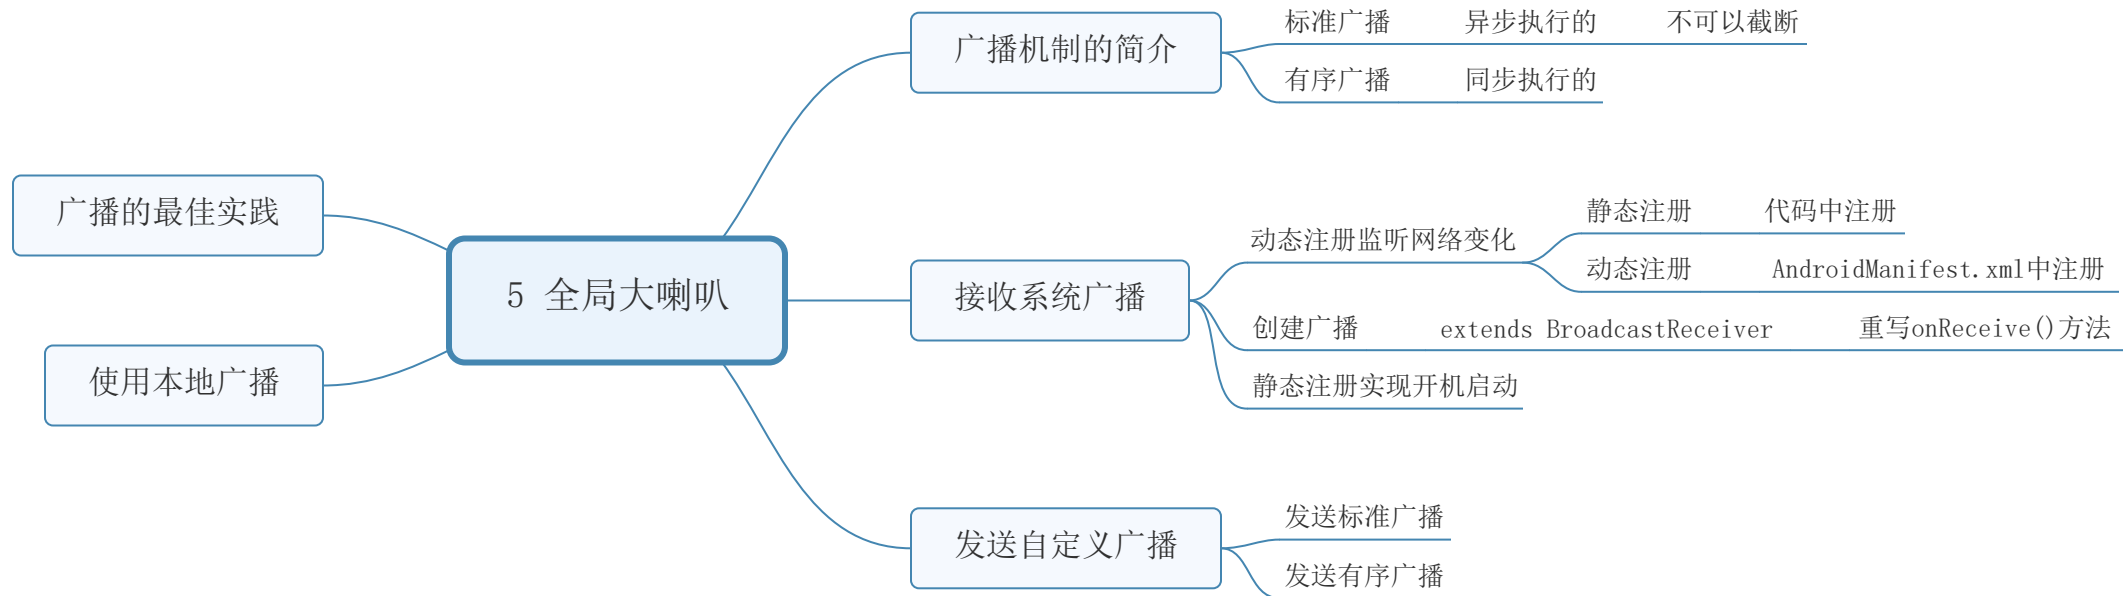 5 全局大喇叭
广播机制的简介
标准广播 异步执行的 不可以截断
有序广播 同步执行的
接收系统广播
动态注册监听网络变化
静态注册 代码中注册
动态注册 AndroidManifest.xml中注册
创建广播 extends BroadcastReceiver 重写onReceive()方法
静态注册实现开机启动
发送自定义广播
发送标准广播
发送有序广播
广播的最佳实践
使用本地广播